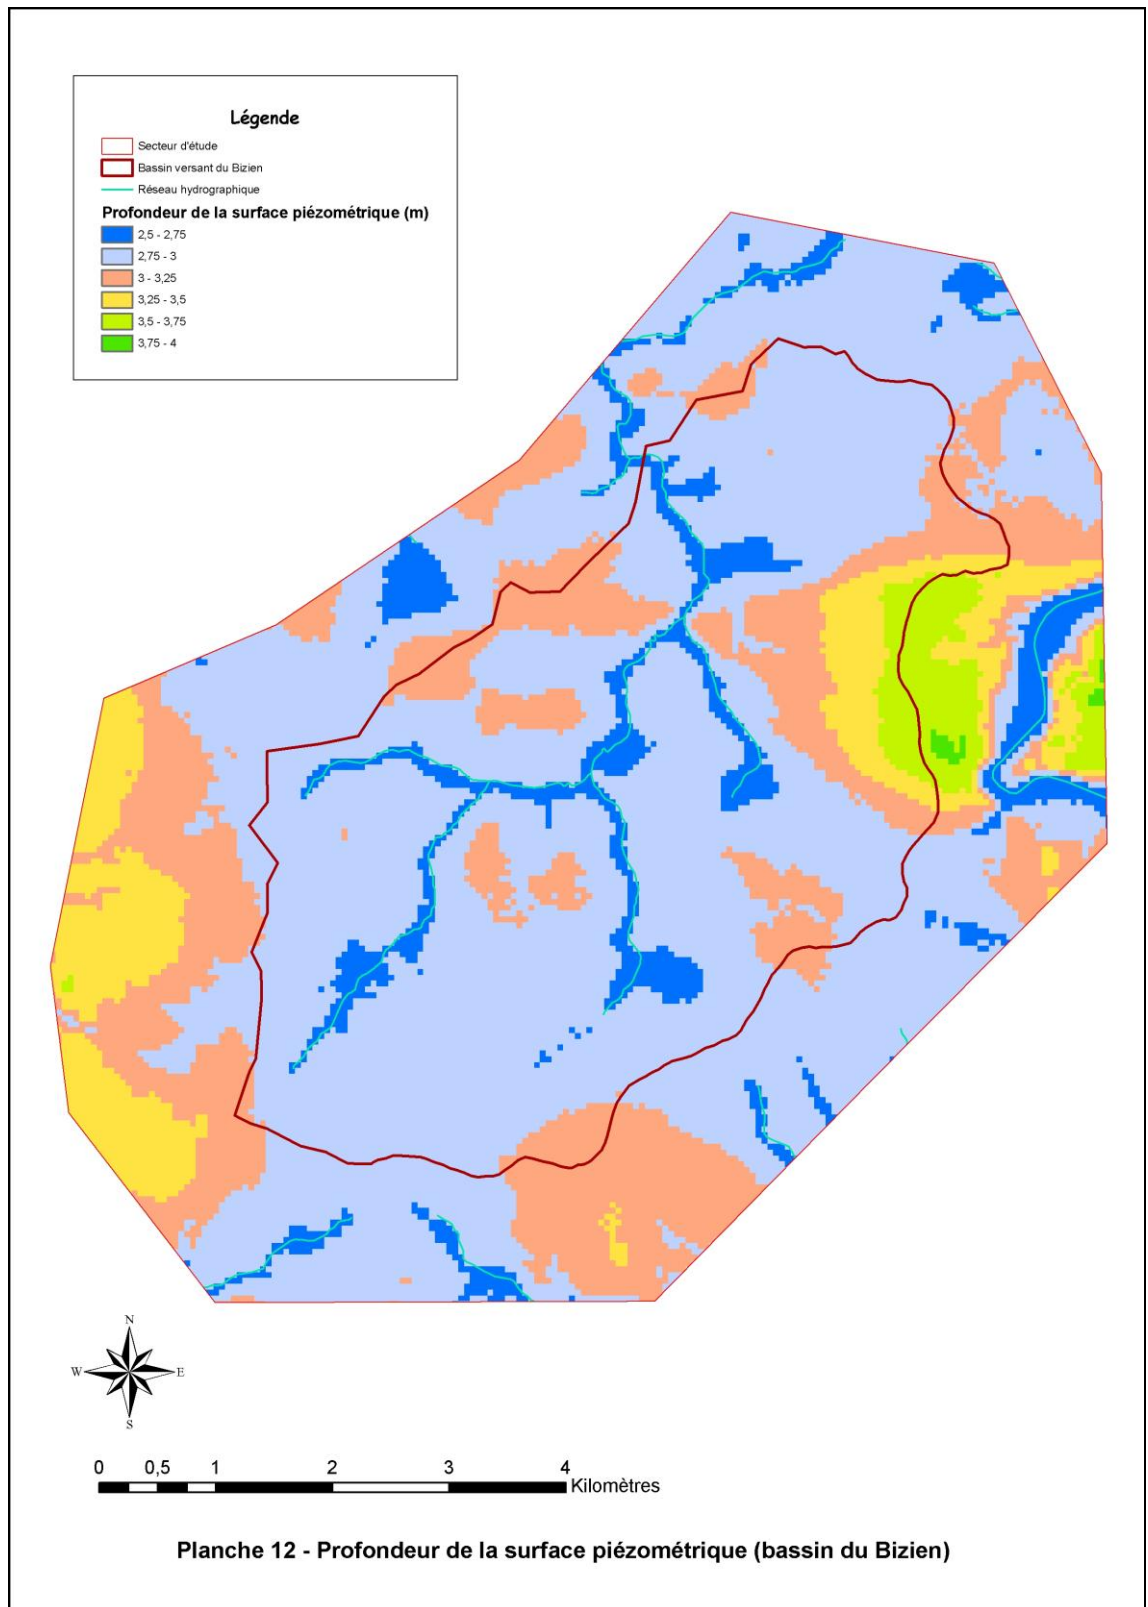 Légende
Secteur d'étude
Bassin versant du Bizien
Réseau hydrographique
Profondeur de la surface piézométrique (m)
2,5 - 2,75
2,75 - 3
3 - 3,25
3,25 - 3,5
3,5 - 3,75
3,75 - 4
N
W E
S
0 0,5 1 2 3 4
Kilomètres
Planche 12 - Profondeur de la surface piézométrique (bassin du Bizien)